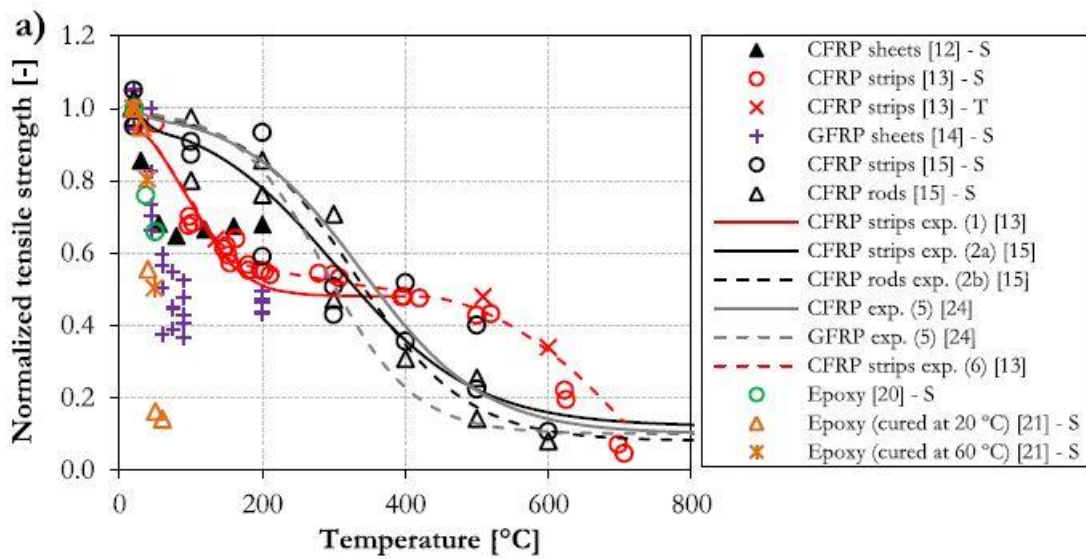 a)
1.2
1.0
0.8
0.6
0.4
0.2
0.0
Normalized tensile strength [-]
0
200
400
600
800
Temperature [°C]
CFRP sheets [12] - S
CFRP strips [13] - S
CFRP strips [13] - T
GFRP sheets [14] - S
CFRP strips [15] - S
CFRP rods [15] - S
CFRP strips exp. (1) [13]
CFRP strips exp. (2a) [15]
CFRP rods exp. (2b) [15]
CFRP exp. (5) [24]
GFRP exp. (5) [24]
CFRP strips exp. (6) [13]
Epoxy [20] - S
Epoxy (cured at 20 °C) [21] - S
Epoxy (cured at 60 °C) [21] - S